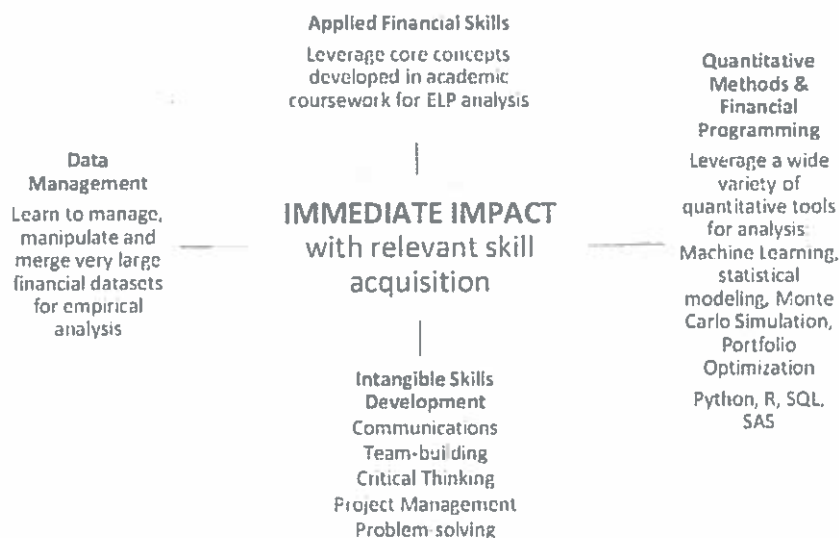 Applied Financial Skills
Leverage core concepts
developed in academic
coursework for ELP analysis
Data
Management
Learn to manage,
manipulate and
merge very large
financial datasets
for empirical
analysis
IMMEDIATE IMPACT
with relevant skill
acquisition
Quantitative
Methods &
Financial
Programming
Leverage a wide
variety of
quantitative tools
for analysis:
Machine Learning,
statistical
modeling, Monte
Carlo Simulation,
Portfolio
Optimization
Python, R, SQL,
SAS
Intangible Skills
Development
Communications
Team-building
Critical Thinking
Project Management
Problem-solving